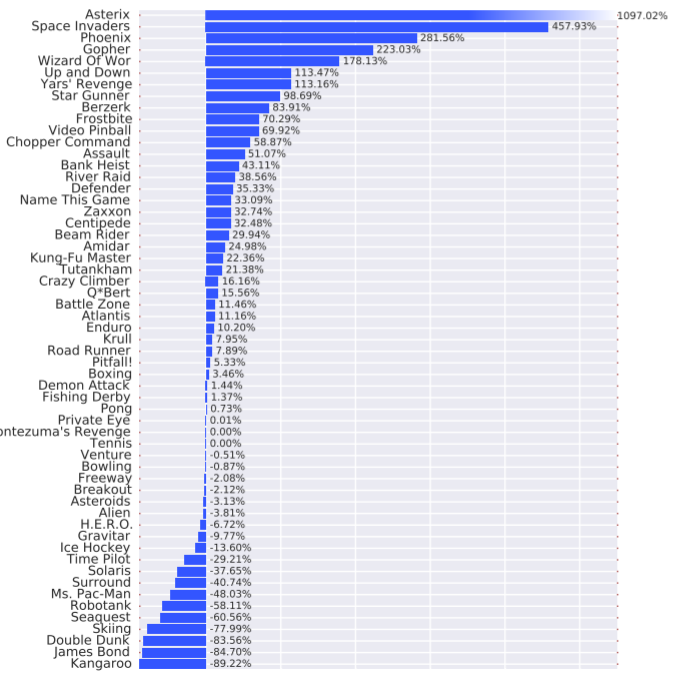 Asterix 1097.02%
Space Invaders 457.93%
Phoenix 281.56%
Gopher 223.03%
Wizard Of Wor 178.13%
Up and Down 113.47%
Yars' Revenge 113.16%
Star Gunner 98.69%
Berzerk 83.91%
Frostbite 70.29%
Video Pinball 69.92%
Chopper Command 58.87%
Assault 51.07%
Bank Heist 43.11%
River Raid 38.56%
Defender 35.33%
Name This Game 33.09%
Zaxxon 32.74%
Centipede 32.48%
Beam Rider 29.94%
Amidar 24.98%
Kung-Fu Master 22.36%
Tutankham 21.38%
Crazy Climber 16.16%
Q*Bert 15.56%
Battle Zone 11.46%
Atlantis 11.16%
Enduro 10.20%
Krull 7.95%
Road Runner 7.89%
Pitfall! 5.33%
Boxing 3.46%
Demon Attack 1.44%
Fishing Derby 1.37%
Pong 0.73%
Private Eye 0.01%
ontezuma's Revenge 0.00%
Tennis 0.00%
Venture -0.51%
Bowling -0.87%
Freeway -2.08%
Breakout -2.12%
Asteroids -3.13%
Alien -3.81%
H.E.R.O. -6.72%
Gravitar -9.77%
Ice Hockey -13.60%
Time Pilot -29.21%
Solaris -37.65%
Surround -40.74%
Ms. Pac-Man -48.03%
Robotank -58.11%
Seaquest -60.56%
Skiing -77.99%
Double Dunk -83.56%
James Bond -84.70%
Kangaroo -89.22%